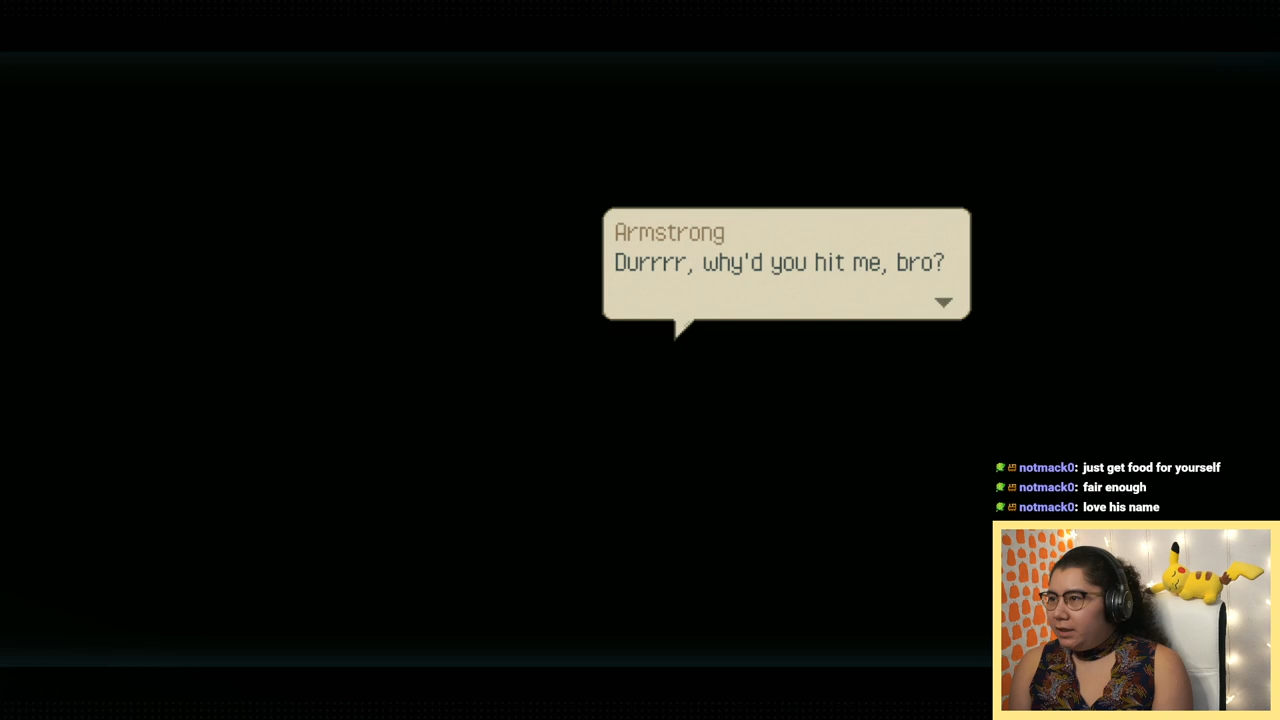 Armstrong
Durrrr, why'd you hit me, bro?
notmack0: just get food for yourself
notmack0: fair enough
notmack0: love his name